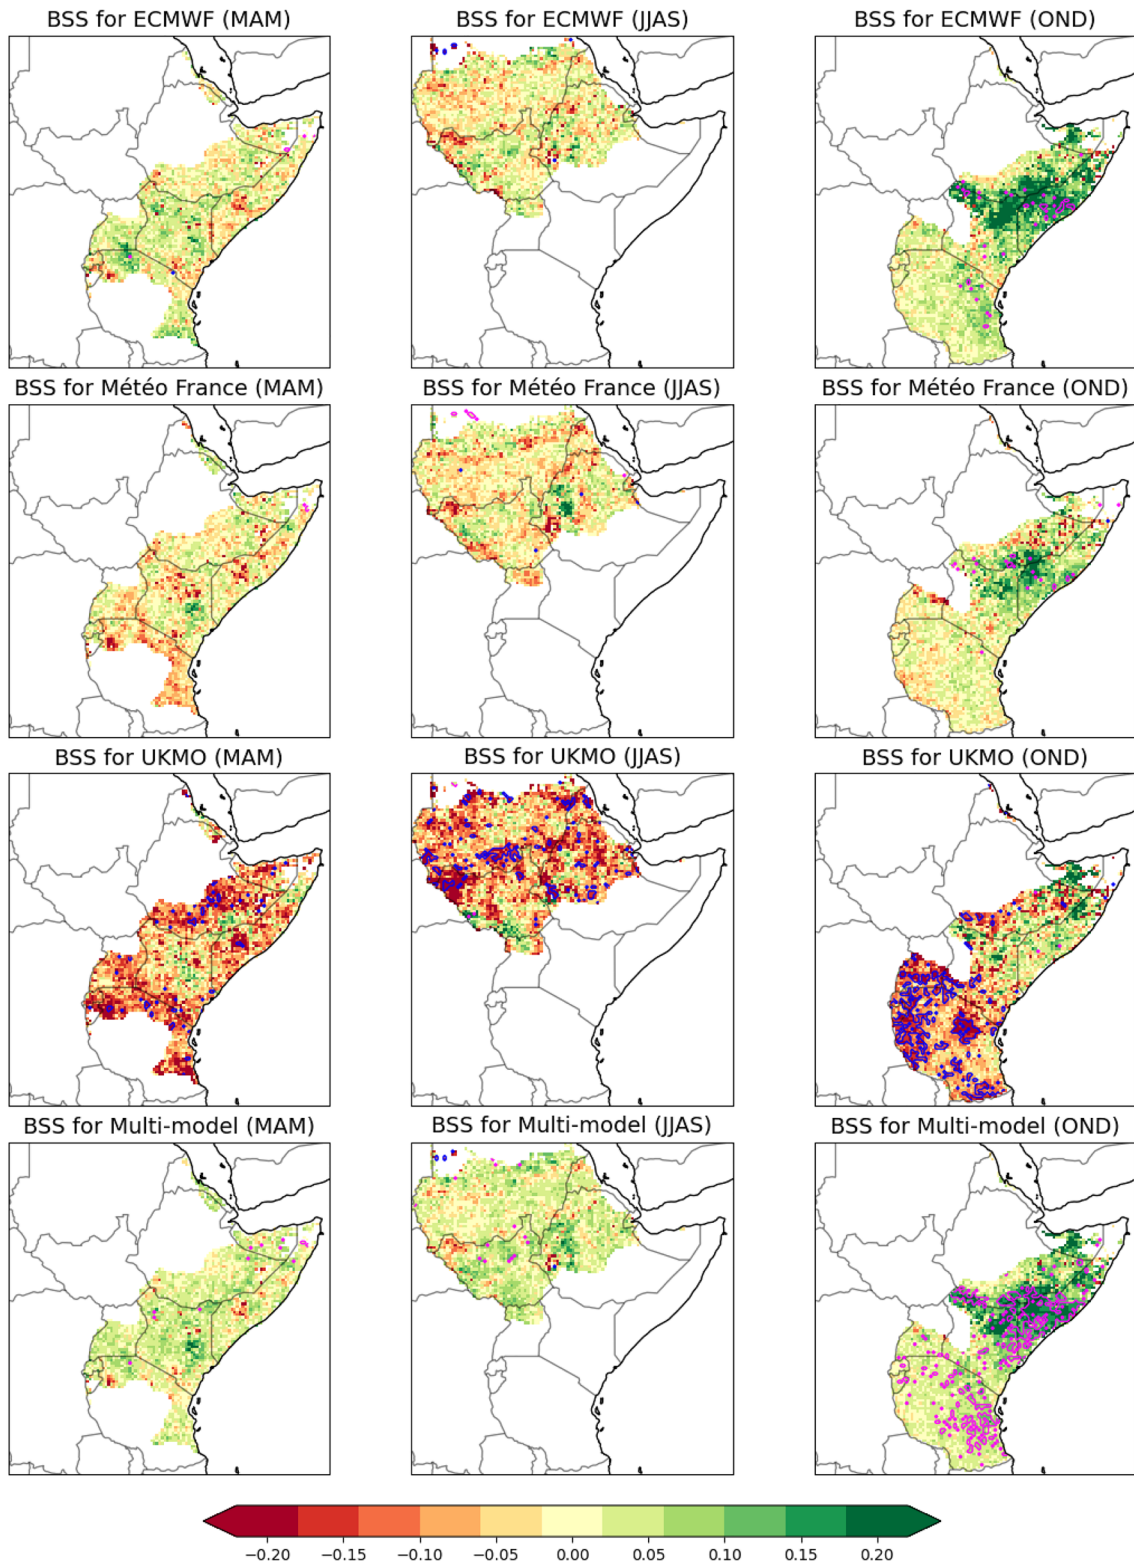 BSS for ECMWF (MAM) BSS for ECMWF (JJAS) BSS for ECMWF (OND)
BSS for Météo France (MAM) BSS for Météo France (JJAS) BSS for Météo France (OND)
BSS for UKMO (MAM) BSS for UKMO (JJAS) BSS for UKMO (OND)
BSS for Multi-model (MAM) BSS for Multi-model (JJAS) BSS for Multi-model (OND)
−0.20 −0.15 −0.10 −0.05 0.00 0.05 0.10 0.15 0.20